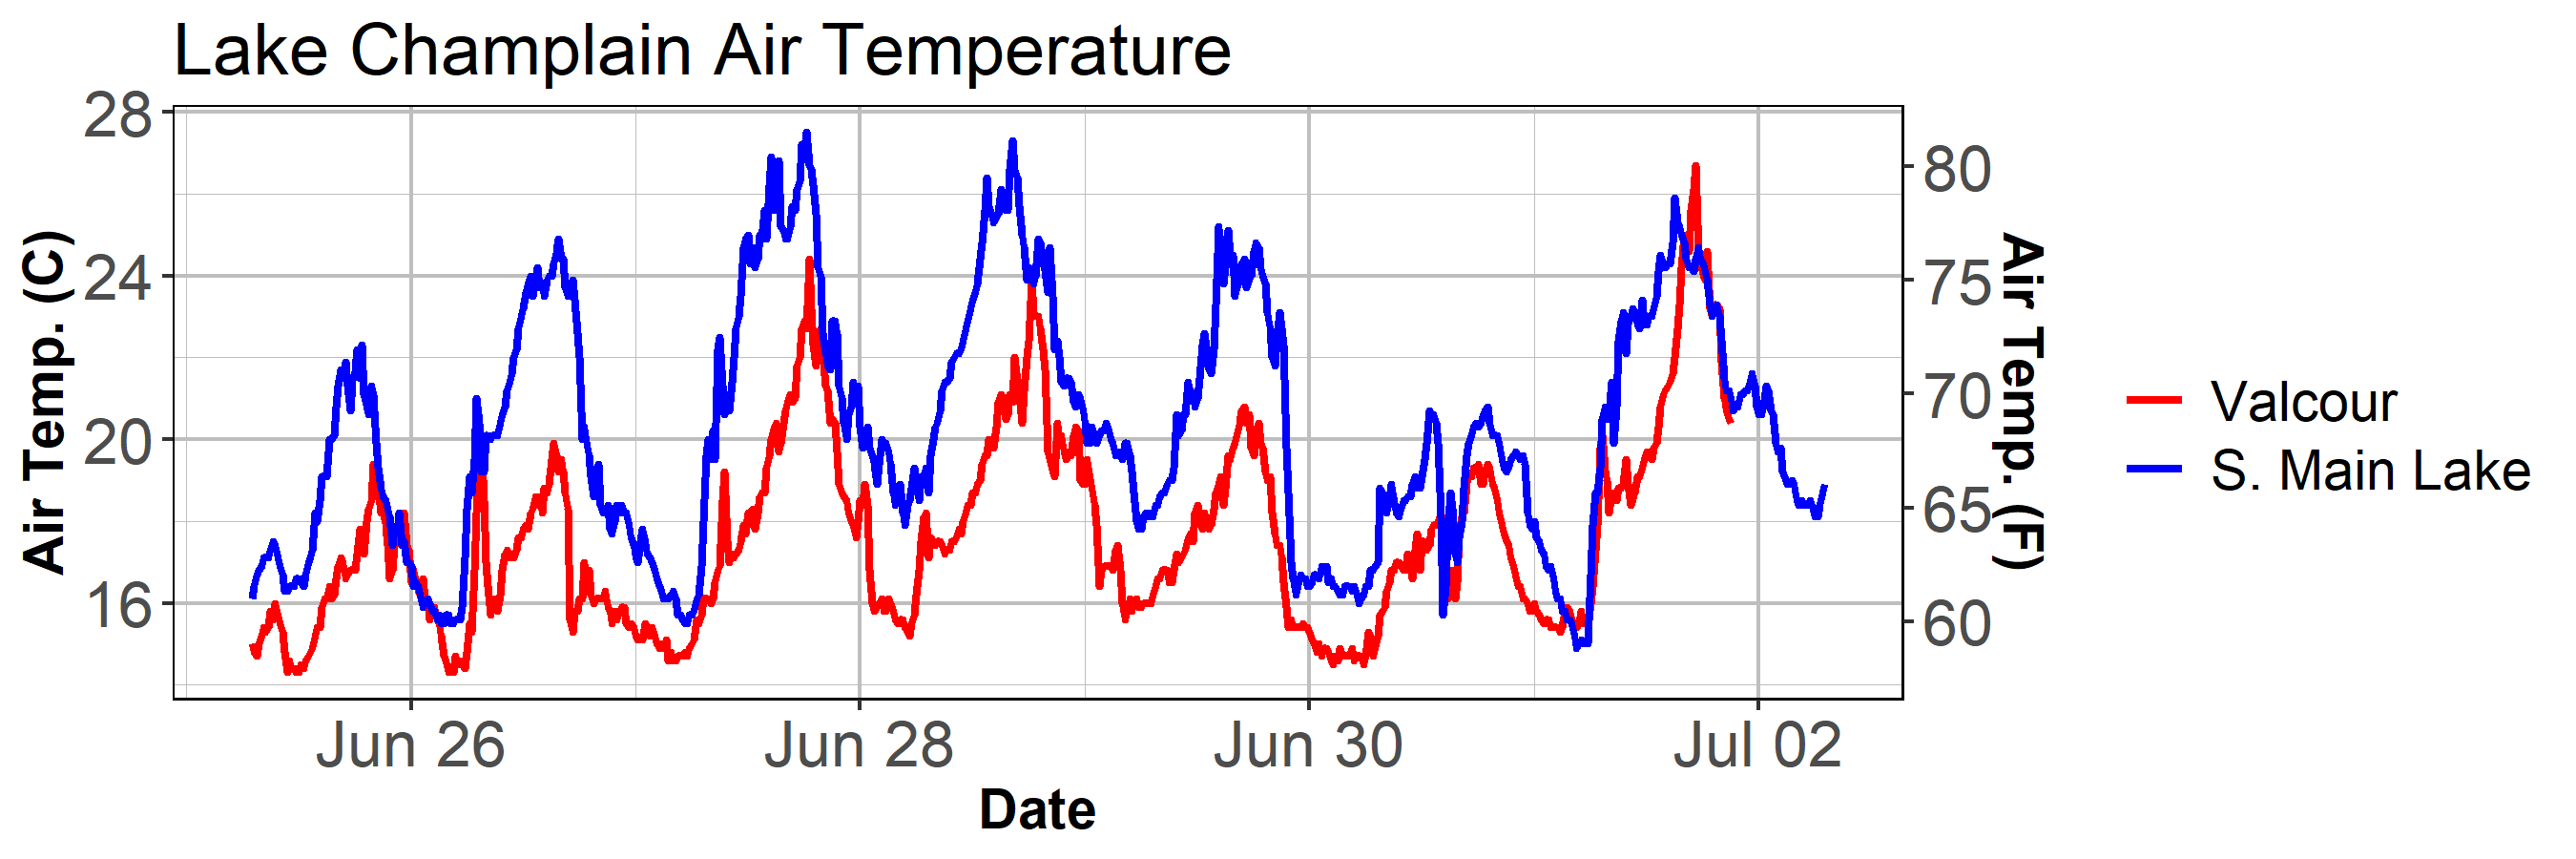 Lake Champlain Air Temperature
28
24
20
16
Air Temp. (C)
80
75
70
65
60
Air Temp. (F)
Jun 26
Jun 28
Jun 30
Jul 02
Date
Valcour
S. Main Lake